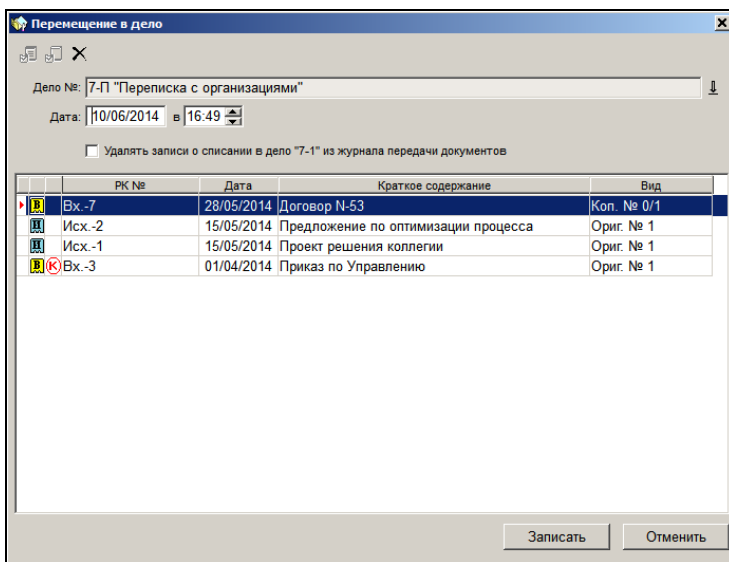 Перемещение в дело
Дело №: 7-П "Переписка с организациями"
Дата: 10/06/2014 в 16:49
Удалять записи о списании в дело "7-1" из журнала передачи документов
РК № Дата Краткое содержание Вид
В Вх.-7 28/05/2014 Договор N-53 Коп. № 0/1
И Исх.-2 15/05/2014 Предложение по оптимизации процесса Ориг. № 1
И Исх.-1 15/05/2014 Проект решения коллегии Ориг. № 1
В К Вх.-3 01/04/2014 Приказ по Управлению Ориг. № 1
Записать Отменить